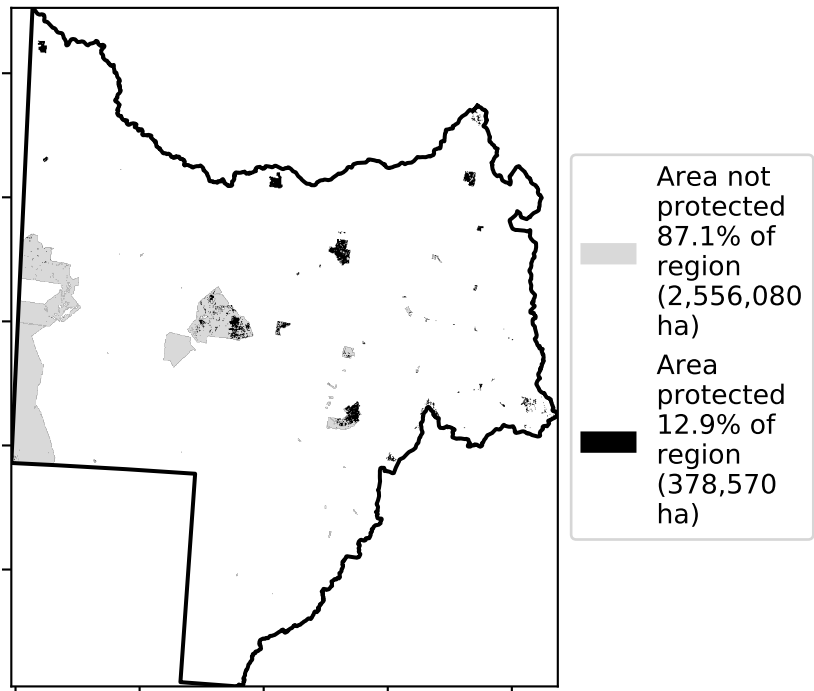 Area not
protected
87.1% of
region
(2,556,080
ha)
Area
protected
12.9% of
region
(378,570
ha)